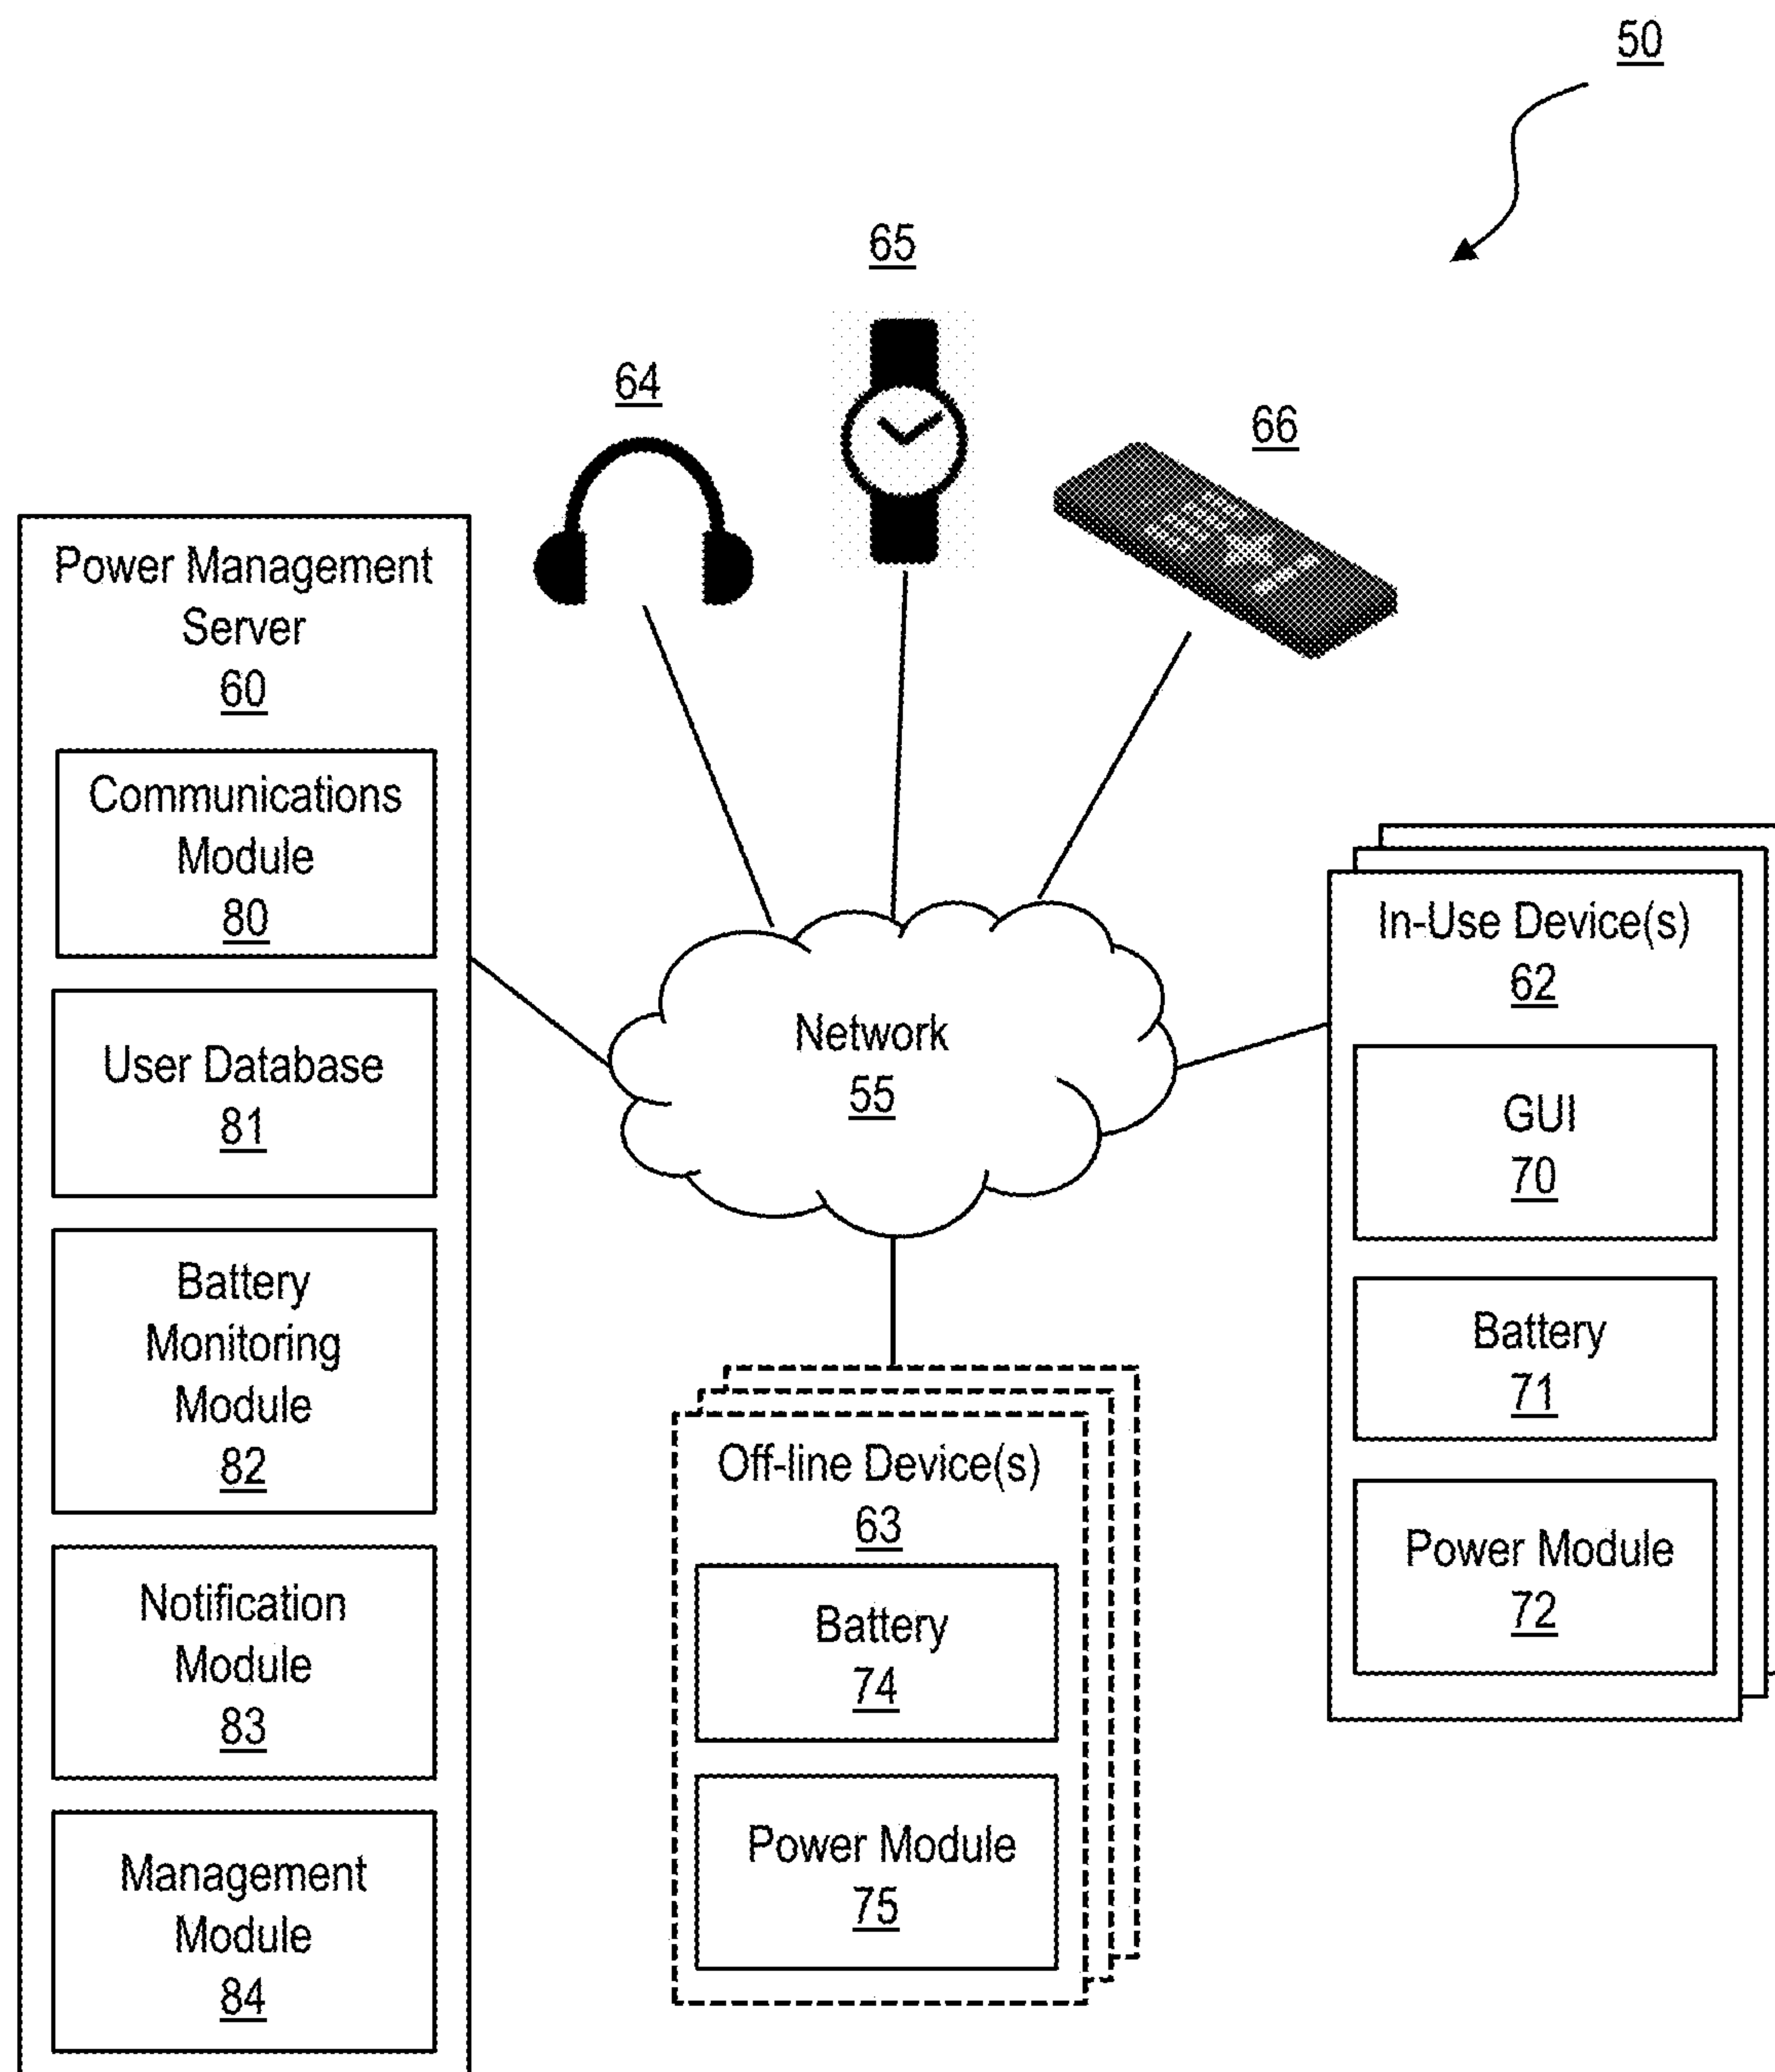 50
65
64
66
Power Management
Server
60
Communications
Module
80
User Database
81
Battery
Monitoring
Module
82
Notification
Module
83
Management
Module
84
Network
55
In-Use Device(s)
62
GUI
70
Battery
71
Power Module
72
Off-line Device(s)
63
Battery
74
Power Module
75